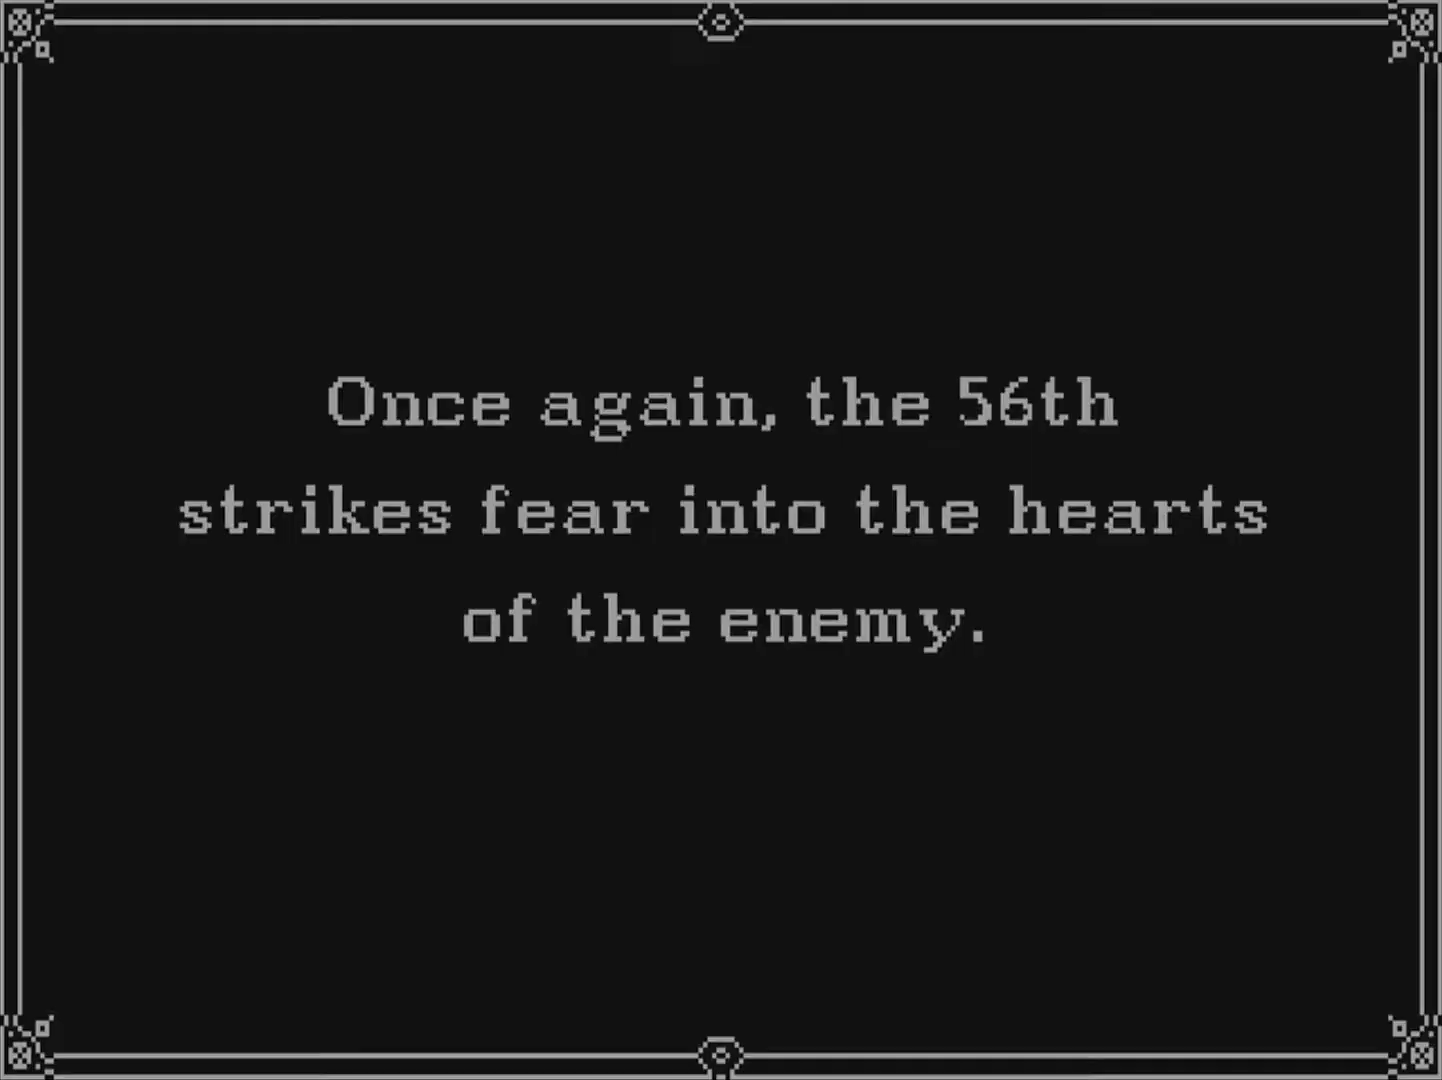 Once again, the 56th
strikes fear into the hearts
of the enemy.